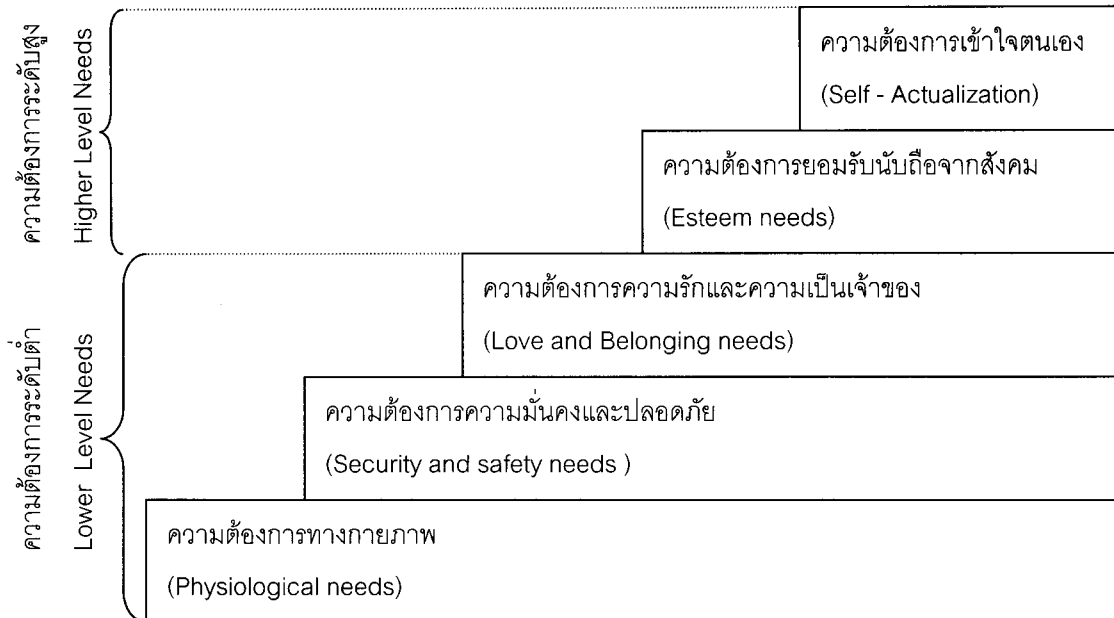 ความต้องการระดับสูง
Higher Level Needs
ความต้องการเข้าใจตนเอง
(Self - Actualization)
ความต้องการยอมรับนับถือจากสังคม
(Esteem needs)
ความต้องการระดับต่ำ
Lower Level Needs
ความต้องการความรักและความเป็นเจ้าของ
(Love and Belonging needs)
ความต้องการความมั่นคงและปลอดภัย
(Security and safety needs )
ความต้องการทางกายภาพ
(Physiological needs)